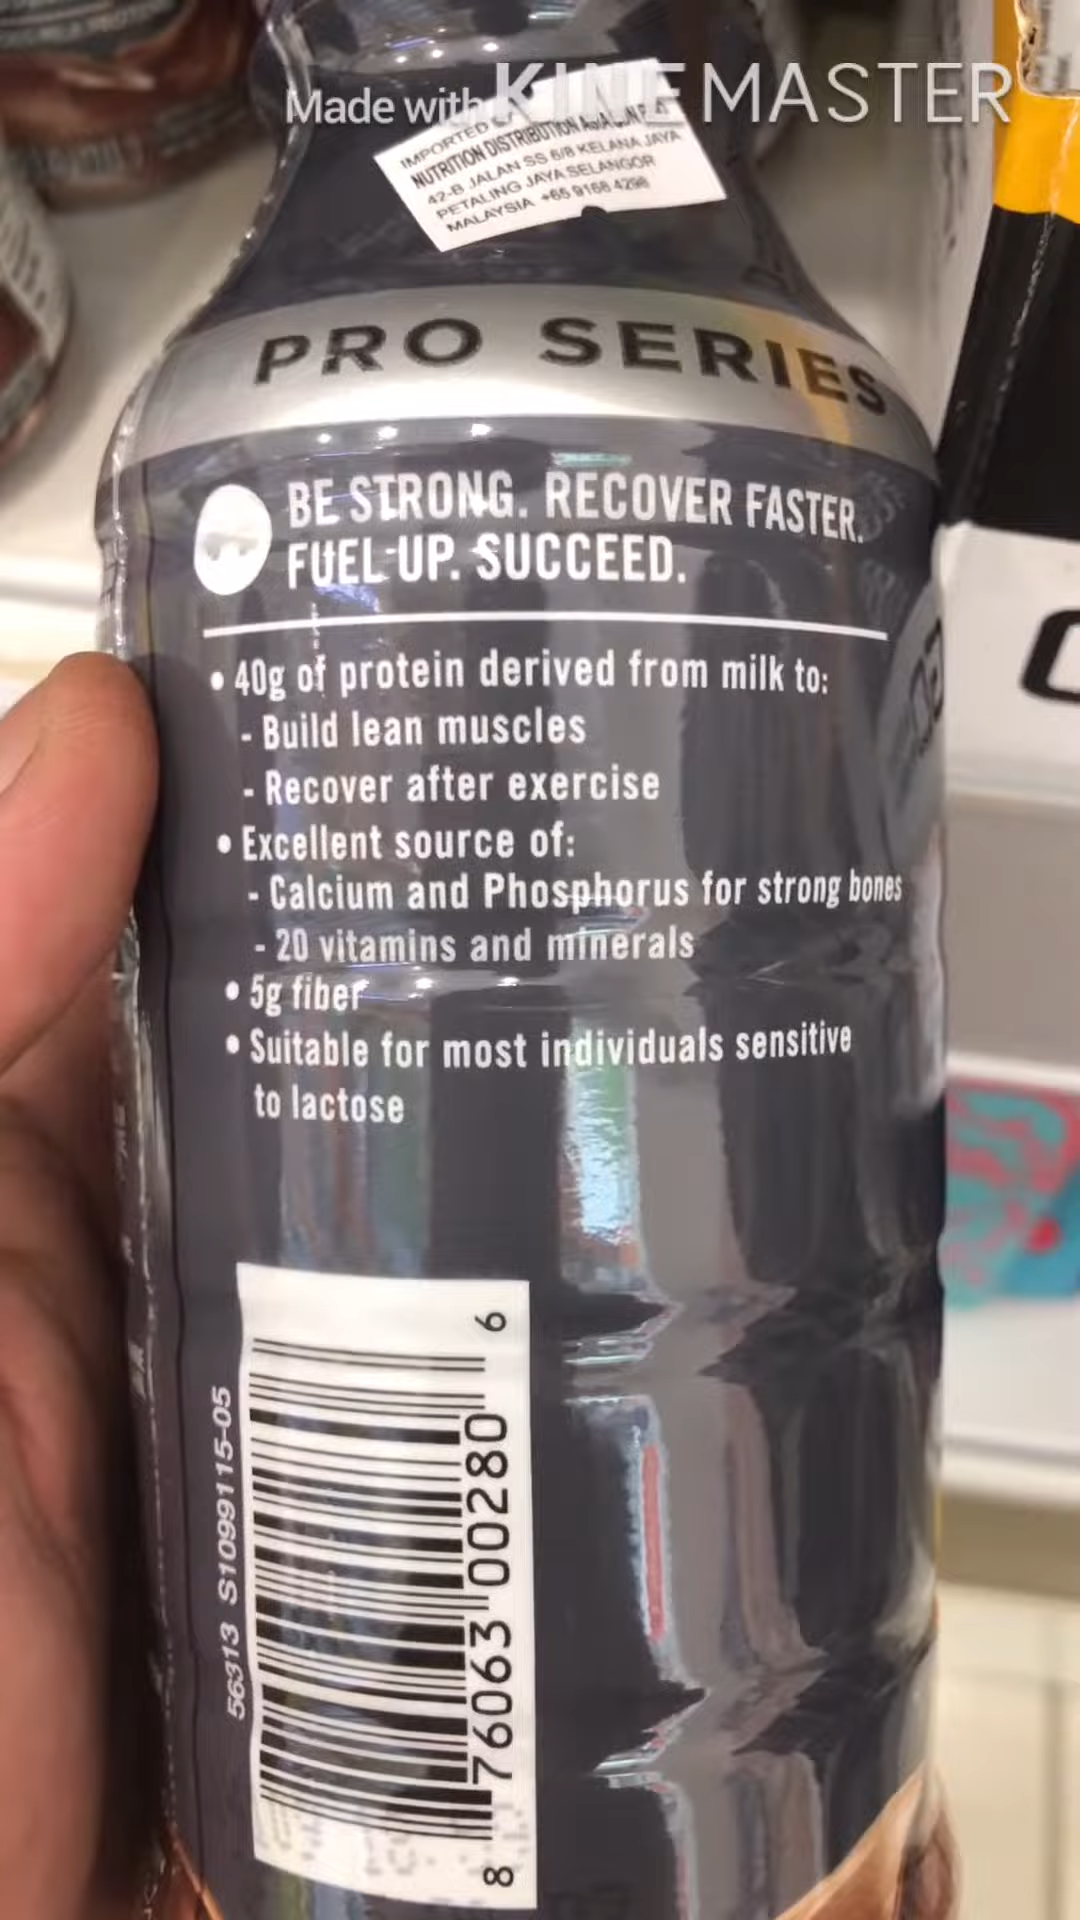 Made with KINEMASTER
IMPORTED
NUTRITION DISTRIBUTION
42-B JALAN SS 6/8 KELANA JAYA
PETALING JAYA SELANGOR
MALAYSIA +65 9168 4298
PRO SERIES
BE STRONG. RECOVER FASTER.
FUEL UP. SUCCEED.
• 40g of protein derived from milk to:
- Build lean muscles
- Recover after exercise
• Excellent source of:
- Calcium and Phosphorus for strong bones
- 20 vitamins and minerals
• 5g fiber
• Suitable for most individuals sensitive
to lactose
56313 S1099115-05
8 76063 00280 6